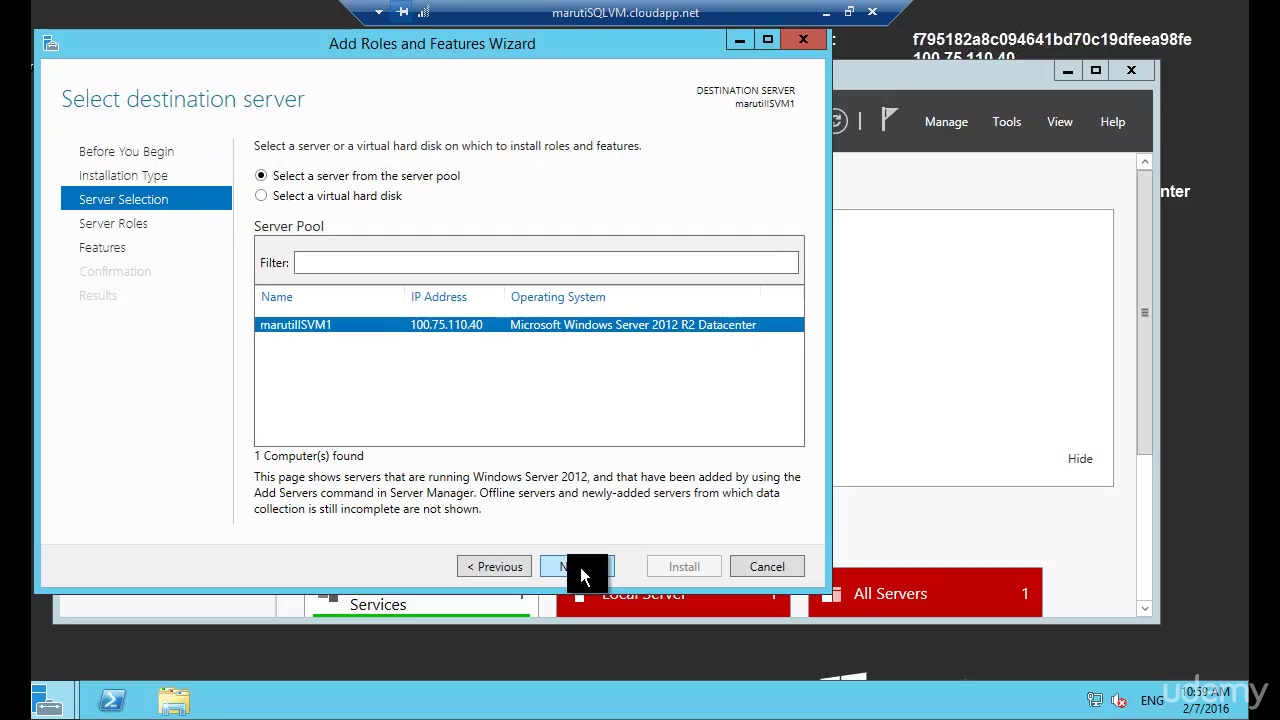 marutiSQLVM.cloudapp.net
Add Roles and Features Wizard
f795182a8c094641bd70c19dfeea98fe
100.75.110.40
Select destination server
DESTINATION SERVER
marutiIISVM1
Manage
Tools
View
Help
Before You Begin
Installation Type
Server Selection
Server Roles
Features
Confirmation
Results
Select a server or a virtual hard disk on which to install roles and features.
Select a server from the server pool
Select a virtual hard disk
Server Pool
Filter:
Name IP Address Operating System
marutiIISVM1 100.75.110.40 Microsoft Windows Server 2012 R2 Datacenter
1 Computer(s) found
This page shows servers that are running Windows Server 2012, and that have been added by using the
Add Servers command in Server Manager. Offline servers and newly-added servers from which data
collection is still incomplete are not shown.
< Previous
Install
Cancel
nter
Hide
Services
Local Server 1
All Servers 1
ENG
10:59 AM
2/7/2016
udemy